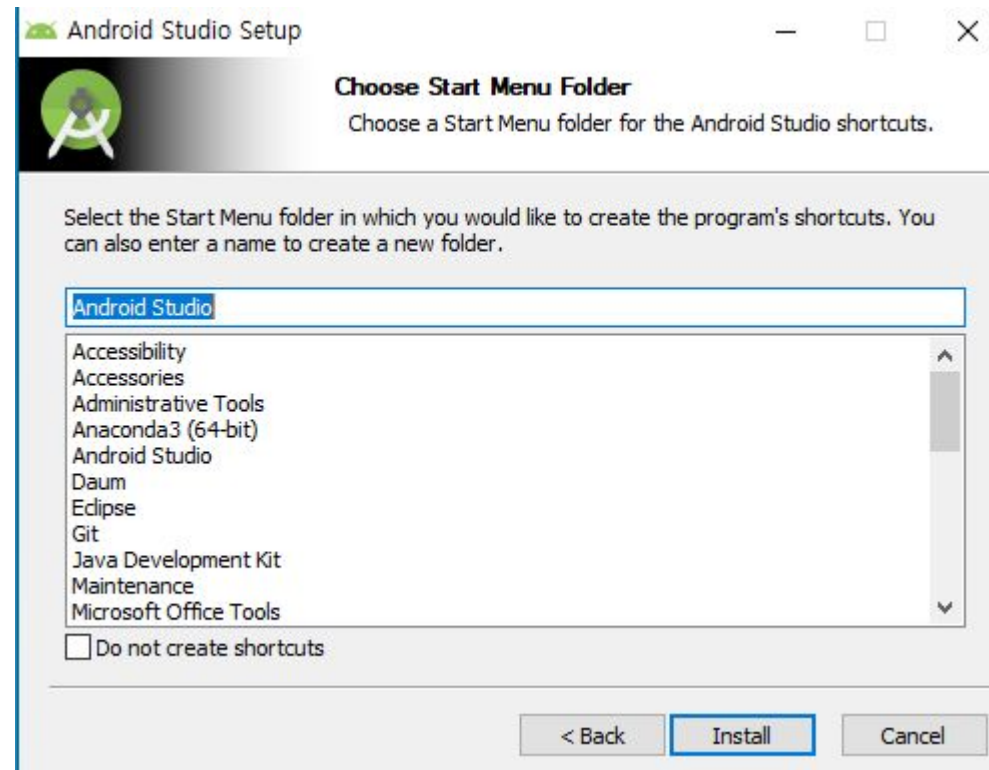 Android Studio Setup
Choose Start Menu Folder
Choose a Start Menu folder for the Android Studio shortcuts.
Select the Start Menu folder in which you would like to create the program's shortcuts. You
can also enter a name to create a new folder.
Android Studio
Accessibility
Accessories
Administrative Tools
Anaconda3 (64-bit)
Android Studio
Daum
Eclipse
Git
Java Development Kit
Maintenance
Microsoft Office Tools
Do not create shortcuts
< Back Install Cancel